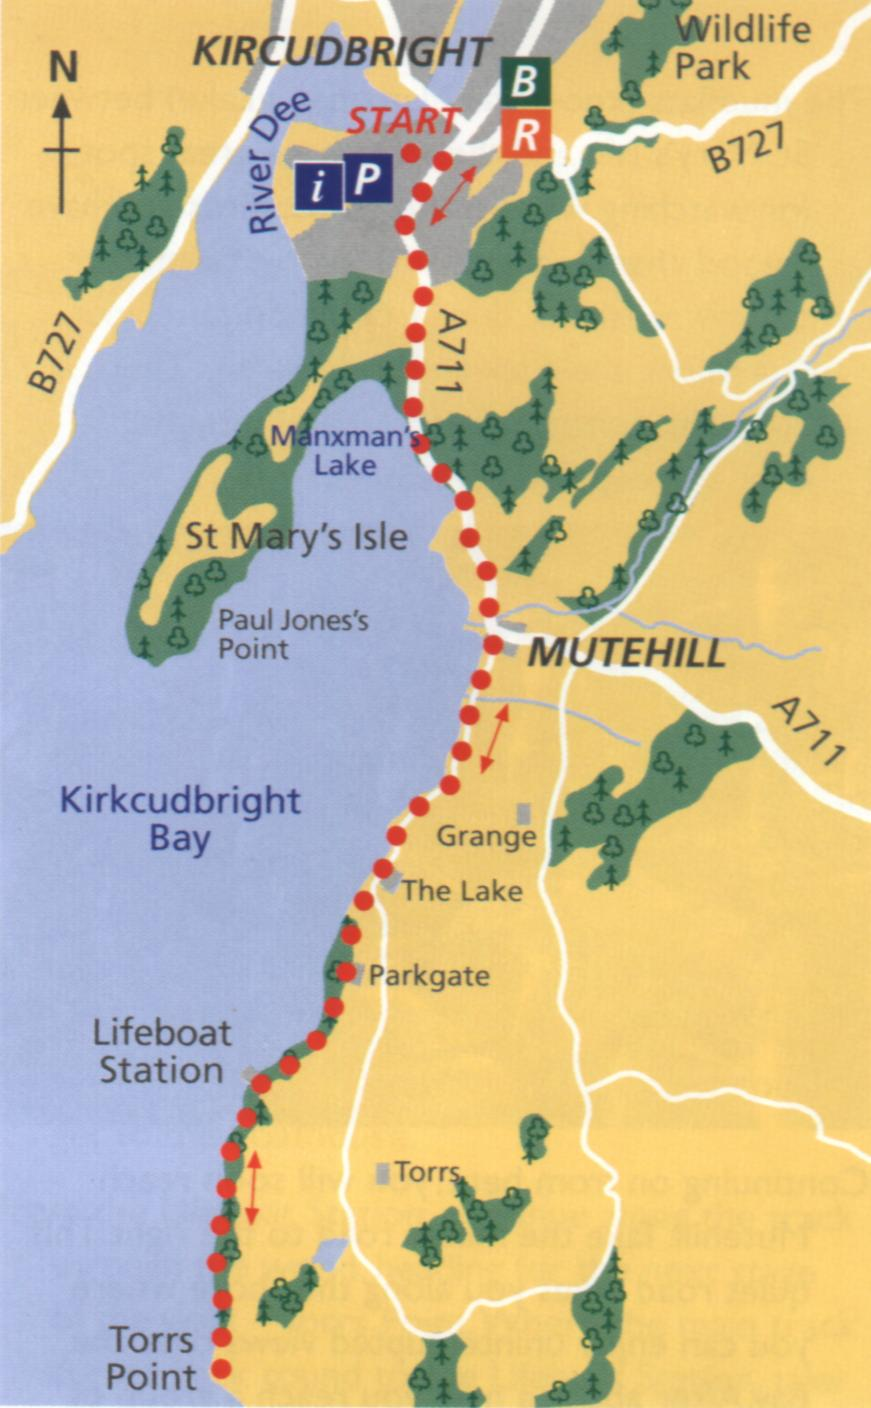 KIRCUDBRIGHT
N
Wildlife
Park
B
R
START
River Dee
i
P
B727
B727
A711
Manxman's
Lake
St Mary's Isle
Paul Jones's
Point
MUTEHILL
A711
Kirkcudbright
Bay
Grange
The Lake
Parkgate
Lifeboat
Station
Torrs
Torrs
Point